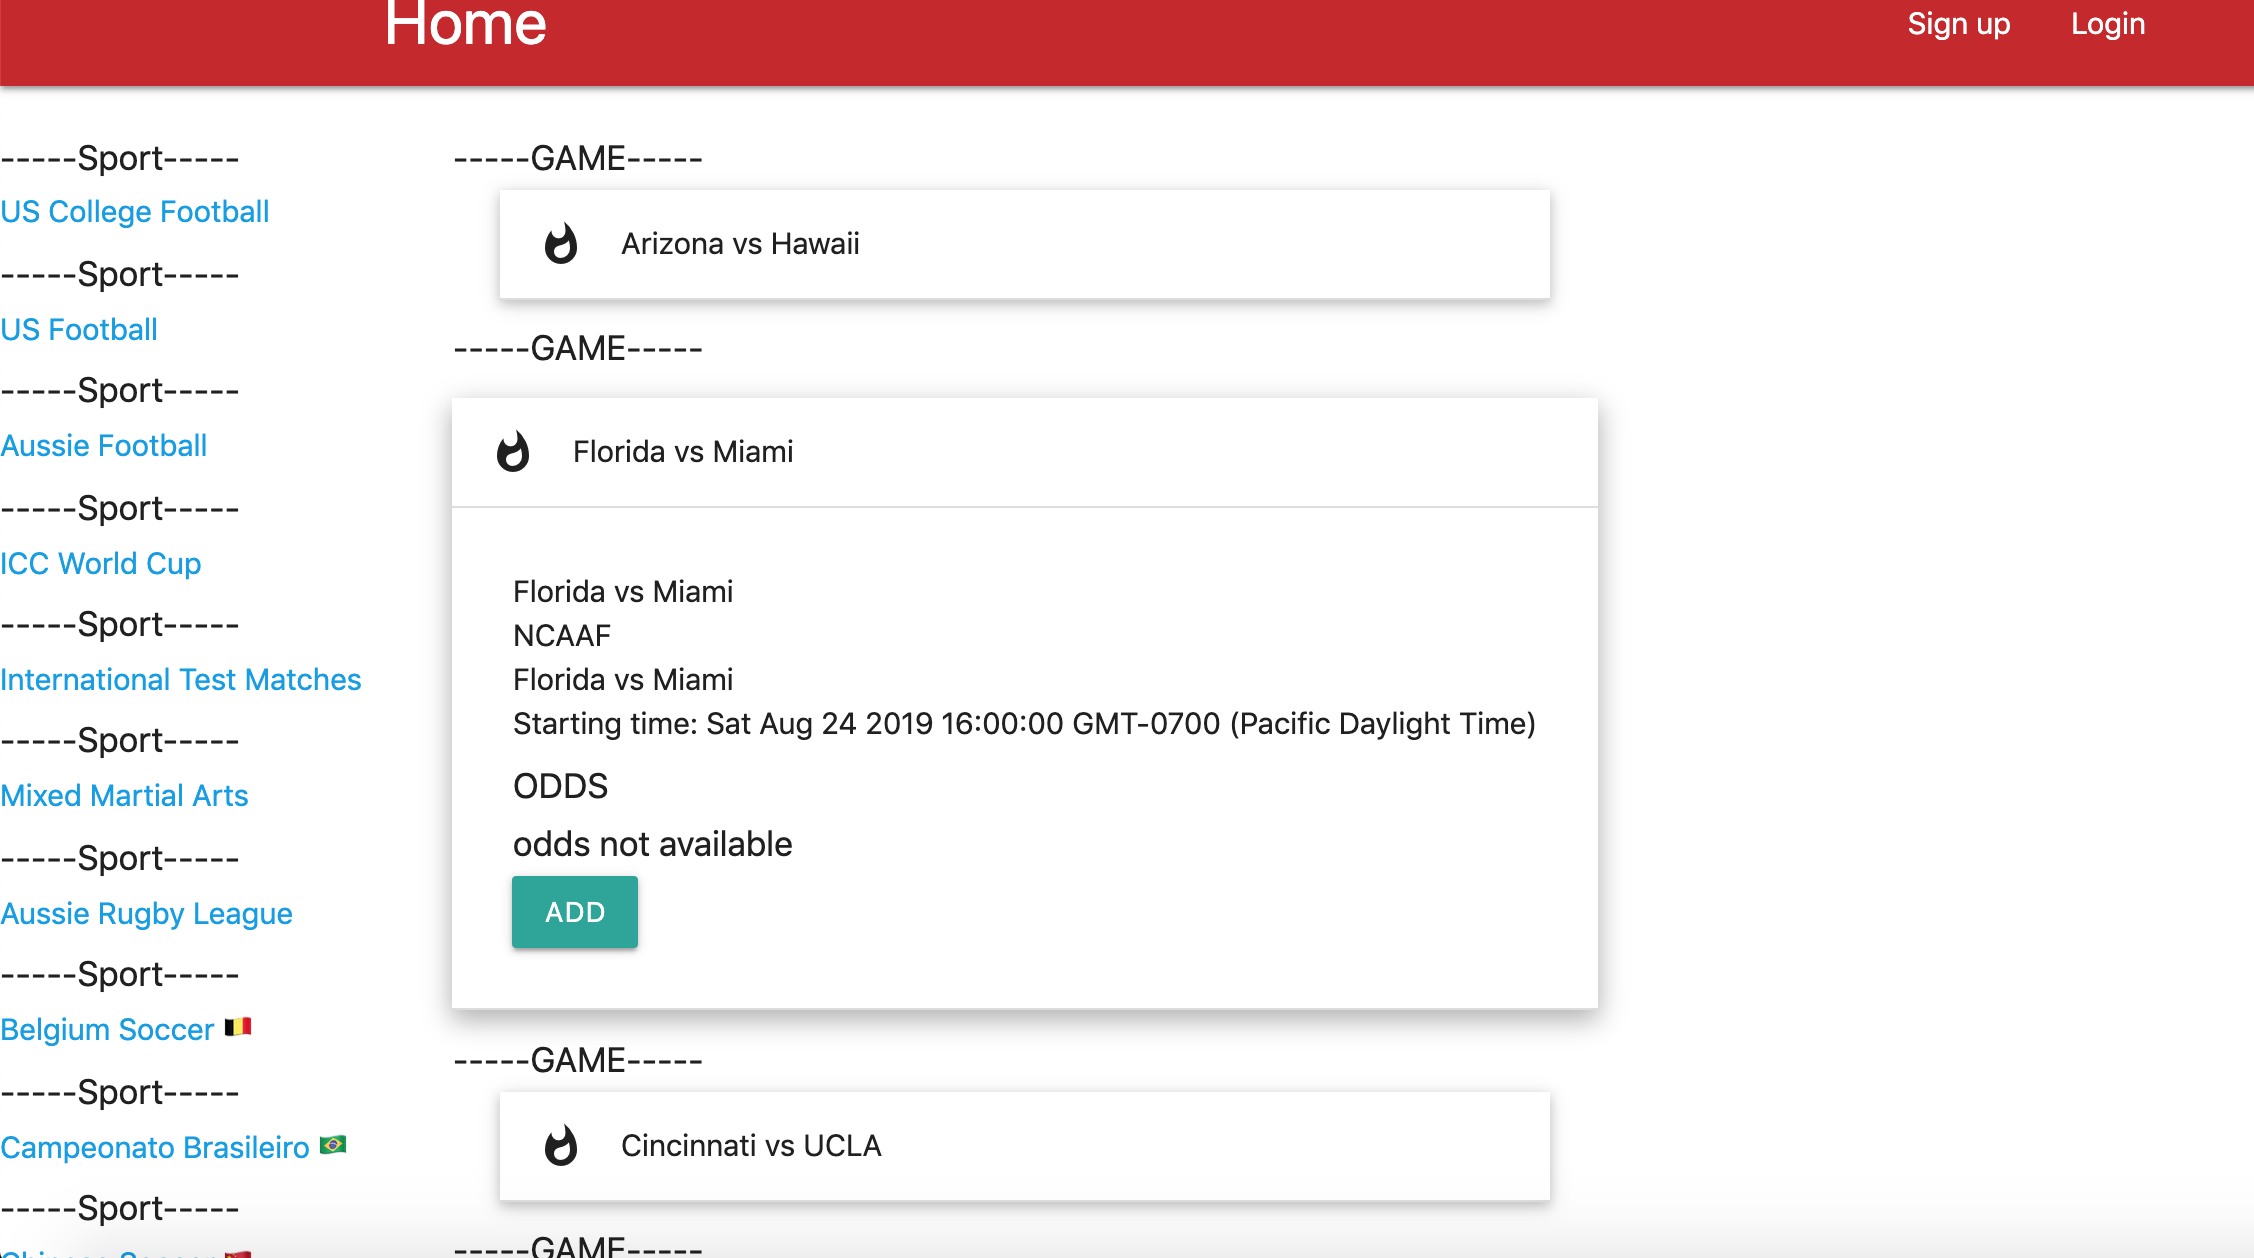 Home
Sign up
Login
-----Sport-----
US College Football
-----Sport-----
US Football
-----Sport-----
Aussie Football
-----Sport-----
ICC World Cup
-----Sport-----
International Test Matches
-----Sport-----
Mixed Martial Arts
-----Sport-----
Aussie Rugby League
-----Sport-----
Belgium Soccer 🇧🇪
-----Sport-----
Campeonato Brasileiro 🇧🇷
-----Sport-----
-----GAME-----
Arizona vs Hawaii
-----GAME-----
Florida vs Miami
Florida vs Miami
NCAAF
Florida vs Miami
Starting time: Sat Aug 24 2019 16:00:00 GMT-0700 (Pacific Daylight Time)
ODDS
odds not available
ADD
-----GAME-----
Cincinnati vs UCLA
-----GAME-----